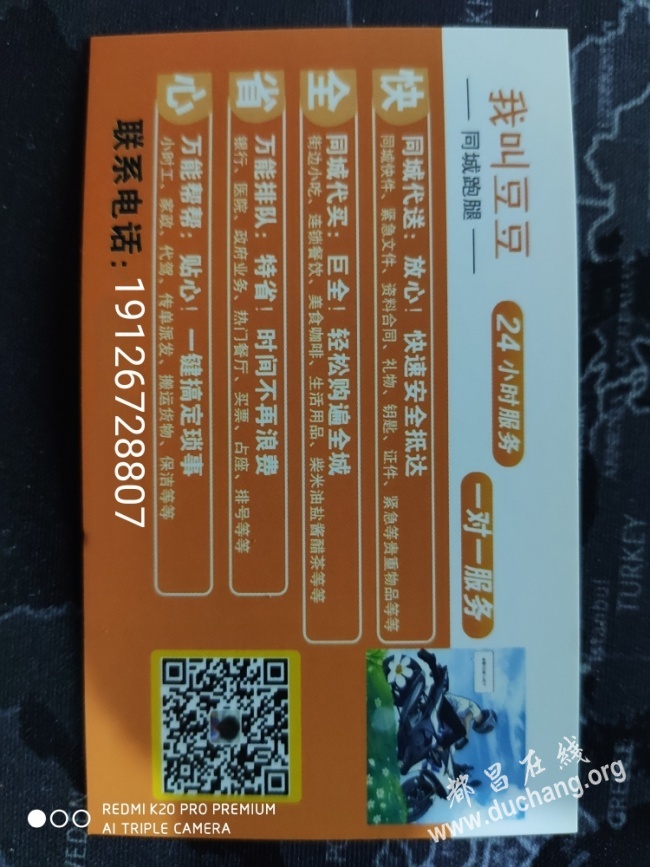 我叫豆豆
同城跑腿
24小时服务
一对一服务
快
同城代送：放心！快速安全抵达
同城快件、紧急文件、资料合同、礼物、钥匙、证件、紧急等贵重物品等等
全
同城代买：巨全！轻松购遍全城
街边小吃、连锁餐饮、美食咖啡、生活用品、柴米油盐酱醋茶等等
省
万能排队：特省！时间不再浪费
银行、医院、政府业务、热门餐厅、买票、占座、排号等等
心
万能帮帮：贴心！一键搞定琐事
小时工、家政、代驾、传单派发、搬运货物、保洁等等
联系电话：19126728807
TURKEY
REDMI K20 PRO PREMIUM
AI TRIPLE CAMERA
都昌在线
www.duchang.org